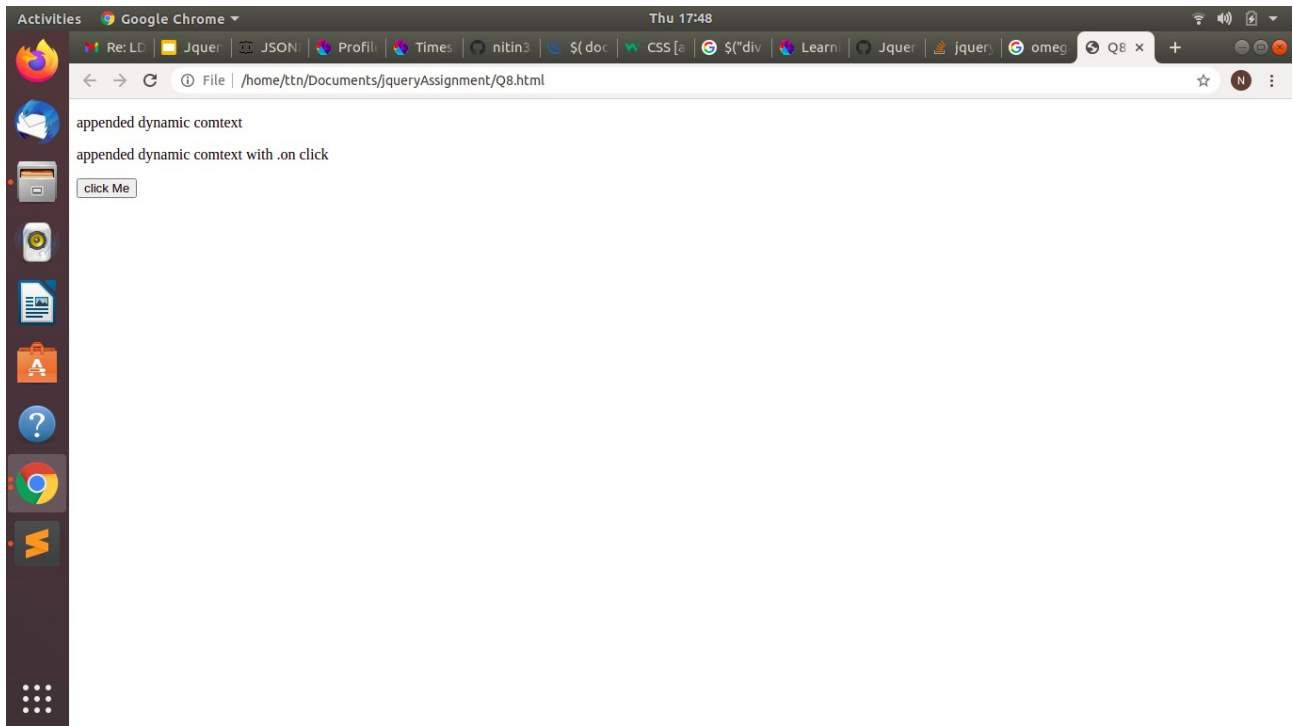 Activities Google Chrome Thu 17:48
Re: LD Jquer JSON Profil Times nitin3 $( doc CSS [a $("div Learn Jquer jquery omeg Q8
File /home/ttn/Documents/jqueryAssignment/Q8.html N
appended dynamic comtext
appended dynamic comtext with .on click
click Me